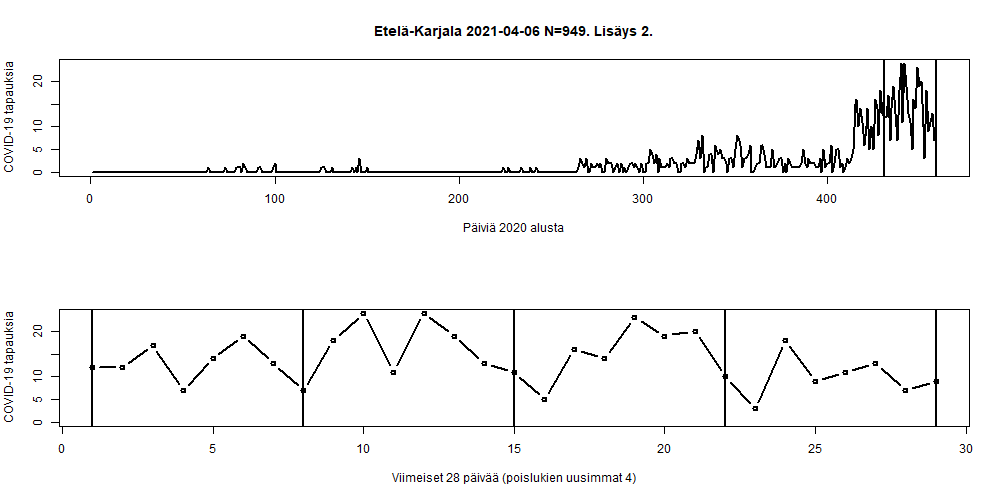 Etelä-Karjala 2021-04-06 N=949. Lisäys 2.
COVID-19 tapauksia
0 5 10 20
0 100 200 300 400
Päiviä 2020 alusta
COVID-19 tapauksia
0 5 10 20
0 5 10 15 20 25 30
Viimeiset 28 päivää (poislukien uusimmat 4)